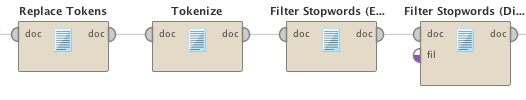 Replace Tokens Tokenize Filter Stopwords (E... Filter Stopwords (Di...
doc doc doc doc doc doc doc doc
fil